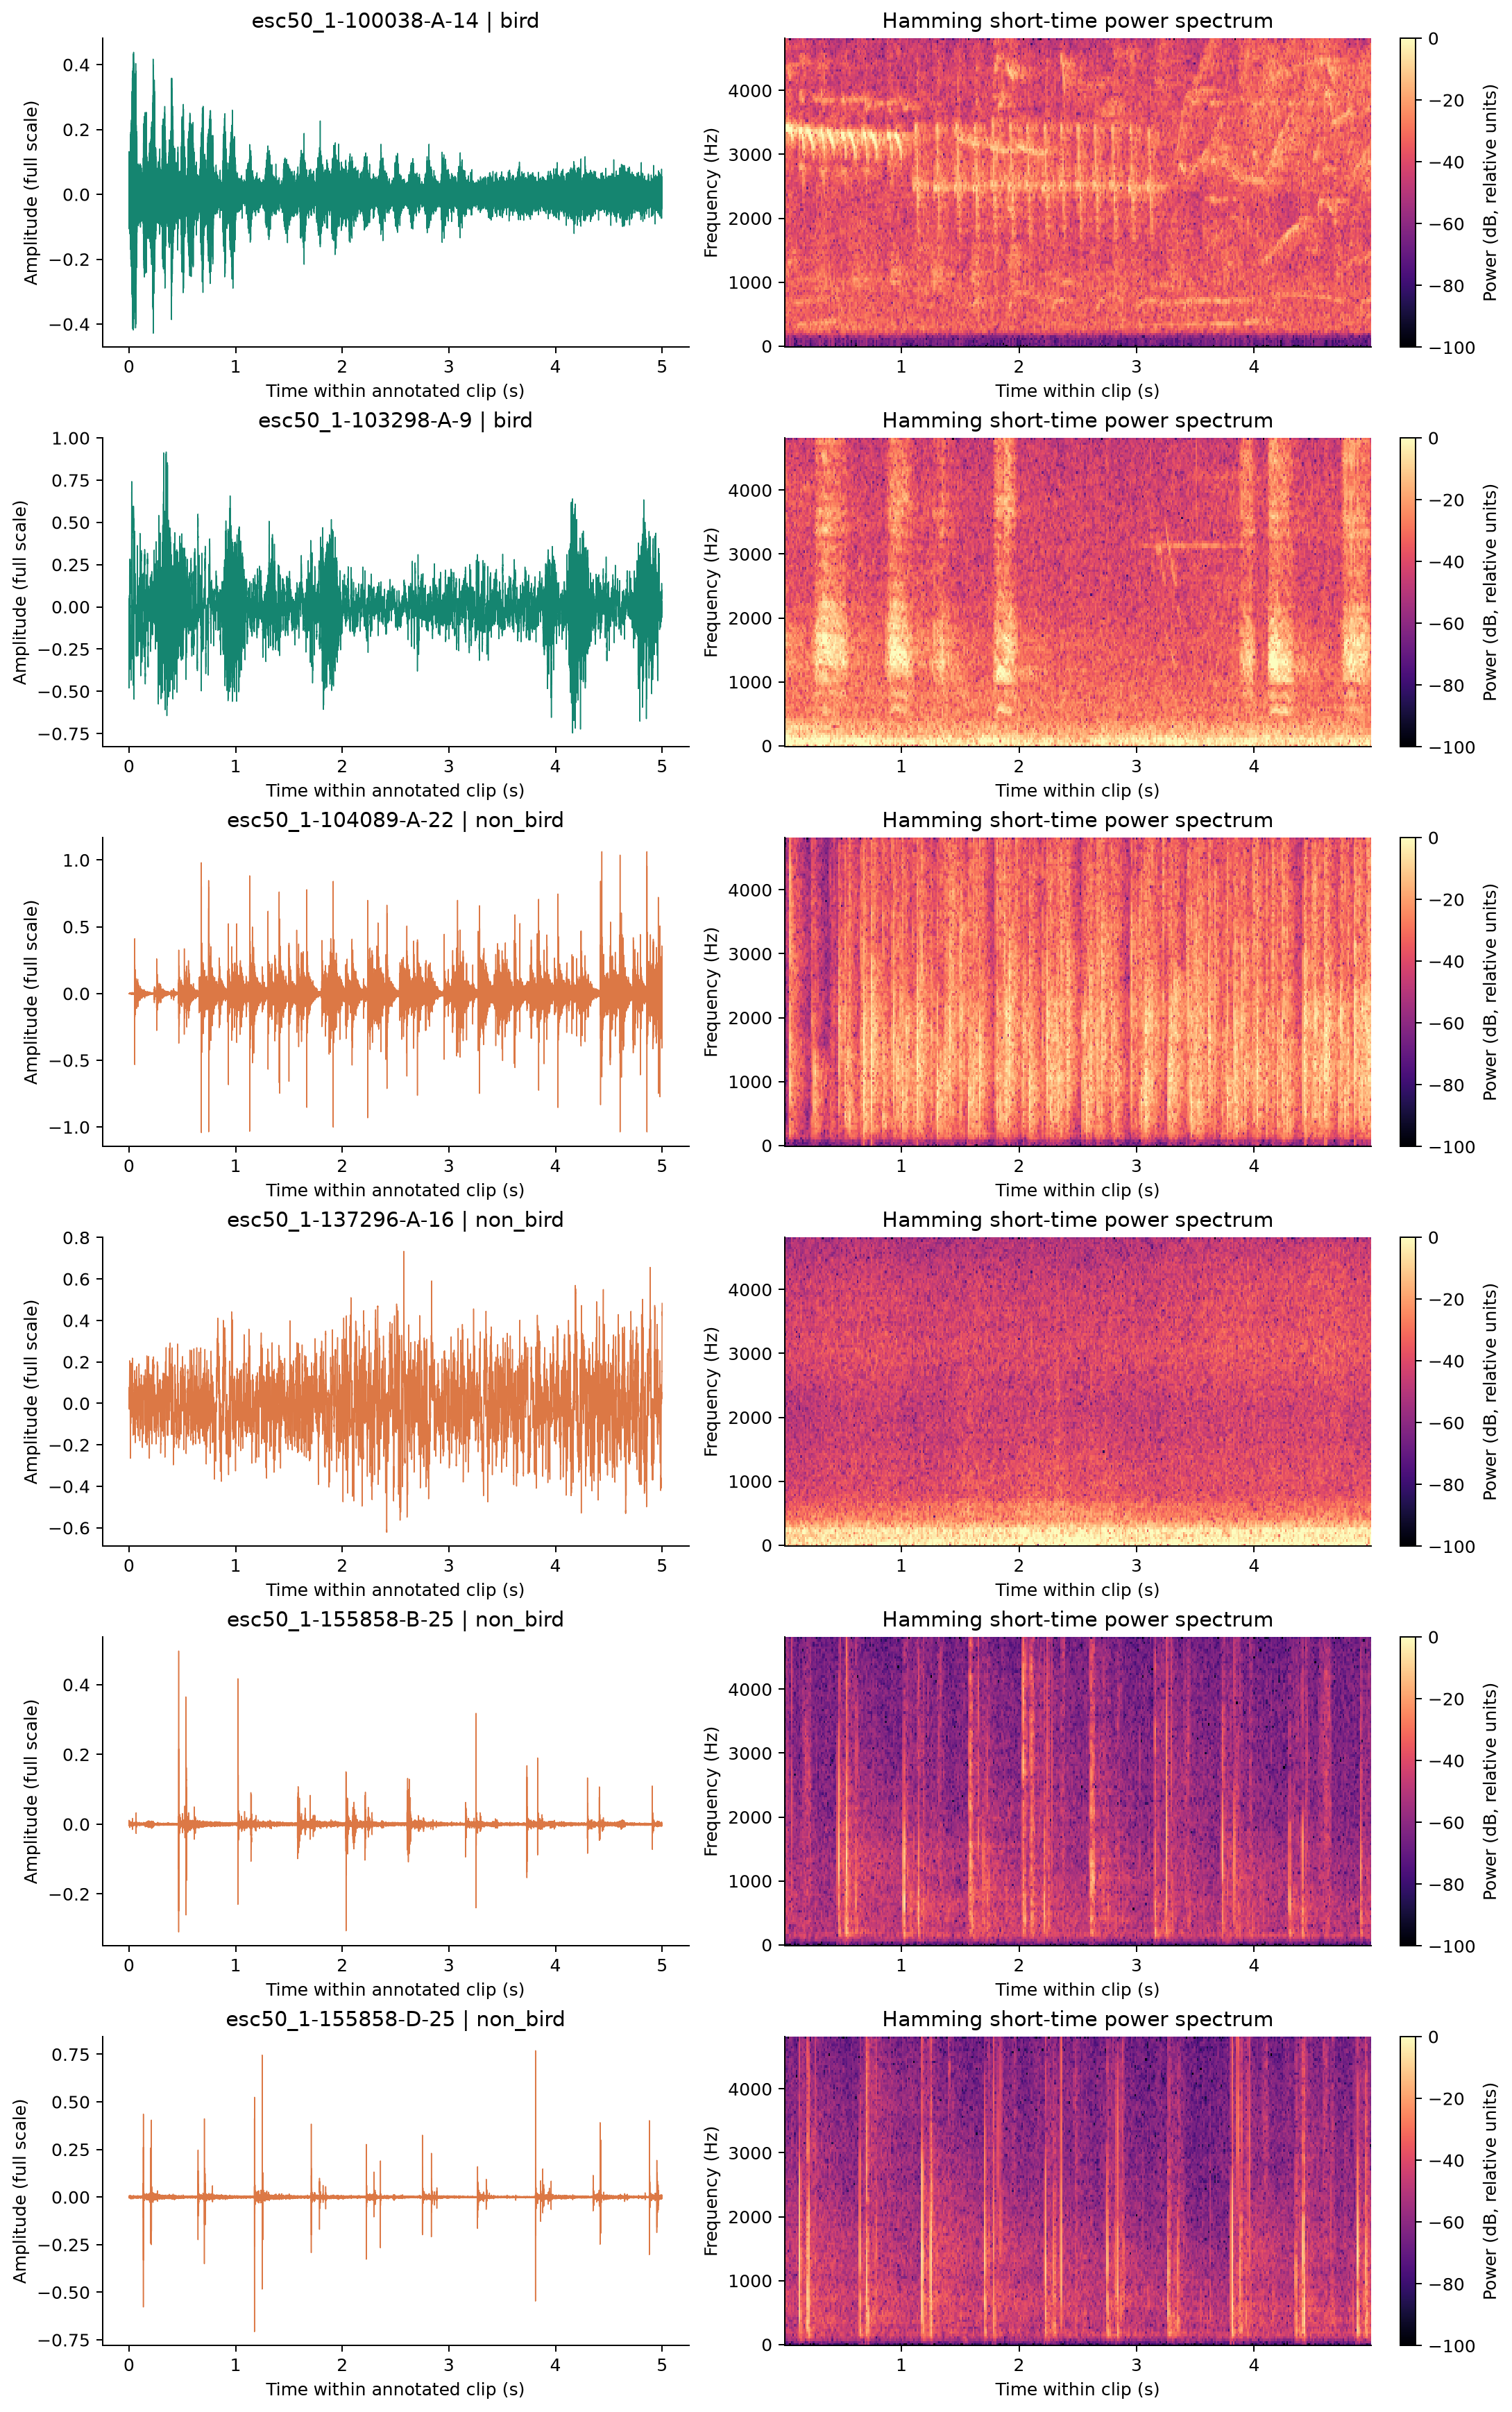 esc50_1-100038-A-14 | bird
Hamming short-time power spectrum
Amplitude (full scale)
0.4
0.2
0.0
−0.2
−0.4
0 1 2 3 4 5
Time within annotated clip (s)
Frequency (Hz)
4000
3000
2000
1000
0
1 2 3 4
Time within clip (s)
0
−20
−40
−60
−80
−100
Power (dB, relative units)
esc50_1-103298-A-9 | bird
Hamming short-time power spectrum
Amplitude (full scale)
1.00
0.75
0.50
0.25
0.00
−0.25
−0.50
−0.75
0 1 2 3 4 5
Time within annotated clip (s)
Frequency (Hz)
4000
3000
2000
1000
0
1 2 3 4
Time within clip (s)
0
−20
−40
−60
−80
−100
Power (dB, relative units)
esc50_1-104089-A-22 | non_bird
Hamming short-time power spectrum
Amplitude (full scale)
1.0
0.5
0.0
−0.5
−1.0
0 1 2 3 4 5
Time within annotated clip (s)
Frequency (Hz)
4000
3000
2000
1000
0
1 2 3 4
Time within clip (s)
0
−20
−40
−60
−80
−100
Power (dB, relative units)
esc50_1-137296-A-16 | non_bird
Hamming short-time power spectrum
Amplitude (full scale)
0.8
0.6
0.4
0.2
0.0
−0.2
−0.4
−0.6
0 1 2 3 4 5
Time within annotated clip (s)
Frequency (Hz)
4000
3000
2000
1000
0
1 2 3 4
Time within clip (s)
0
−20
−40
−60
−80
−100
Power (dB, relative units)
esc50_1-155858-B-25 | non_bird
Hamming short-time power spectrum
Amplitude (full scale)
0.4
0.2
0.0
−0.2
0 1 2 3 4 5
Time within annotated clip (s)
Frequency (Hz)
4000
3000
2000
1000
0
1 2 3 4
Time within clip (s)
0
−20
−40
−60
−80
−100
Power (dB, relative units)
esc50_1-155858-D-25 | non_bird
Hamming short-time power spectrum
Amplitude (full scale)
0.75
0.50
0.25
0.00
−0.25
−0.50
−0.75
0 1 2 3 4 5
Time within annotated clip (s)
Frequency (Hz)
4000
3000
2000
1000
0
1 2 3 4
Time within clip (s)
0
−20
−40
−60
−80
−100
Power (dB, relative units)